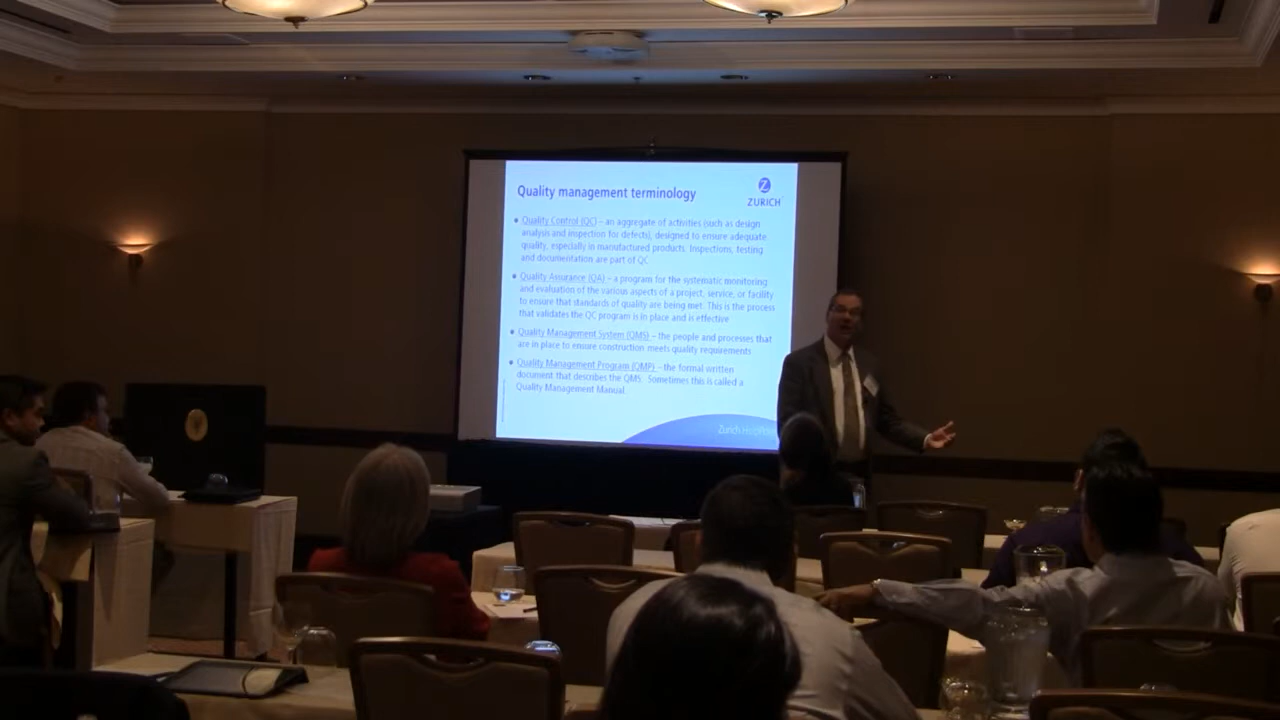 Quality management terminology
ZURICH
• Quality Control (QC) – an aggregate of activities (such as design
analysis and inspection for defects), designed to ensure adequate
quality, especially in manufactured products. Inspections, testing
and documentation are part of QC
• Quality Assurance (QA) – a program for the systematic monitoring
and evaluation of the various aspects of a project, service, or facility
to ensure that standards of quality are being met. This is the process
that validates the QC program is in place and is effective
• Quality Management System (QMS) – the people and processes that
are in place to ensure construction meets quality requirements
• Quality Management Program (QMP) – the formal written
document that describes the QMS. Sometimes this is called a
Quality Management Manual.
Zurich